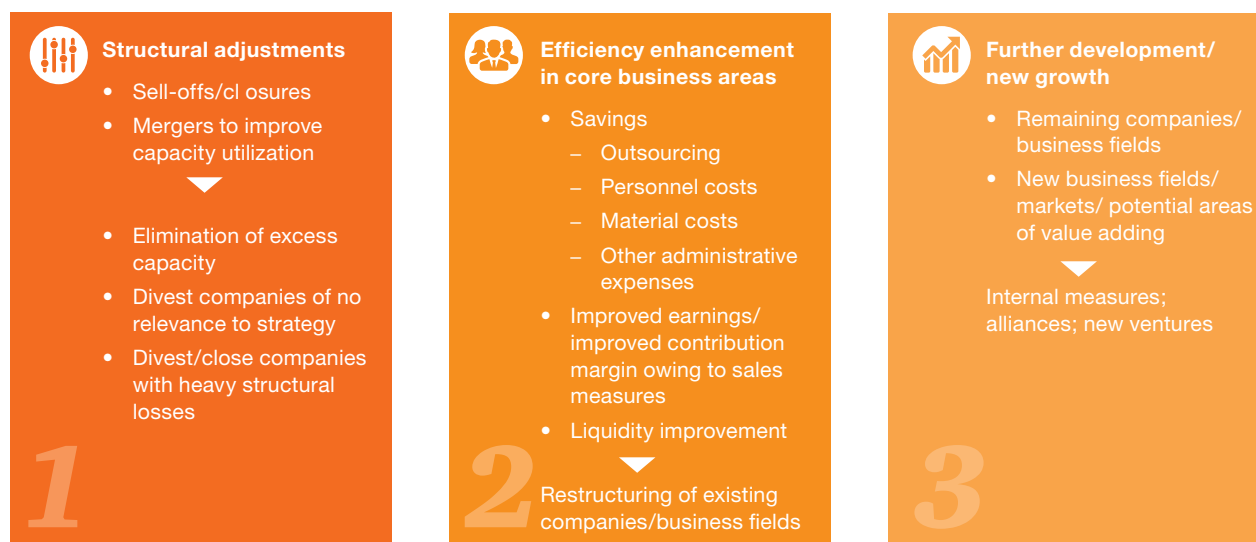 Structural adjustments
• Sell-offs/cl osures
• Mergers to improve
capacity utilization
• Elimination of excess
capacity
• Divest companies of no
relevance to strategy
• Divest/close companies
with heavy structural
losses
1
Efficiency enhancement
in core business areas
• Savings
– Outsourcing
– Personnel costs
– Material costs
– Other administrative
expenses
• Improved earnings/
improved contribution
margin owing to sales
measures
• Liquidity improvement
Restructuring of existing
companies/business fields
2
Further development/
new growth
• Remaining companies/
business fields
• New business fields/
markets/ potential areas
of value adding
Internal measures;
alliances; new ventures
3